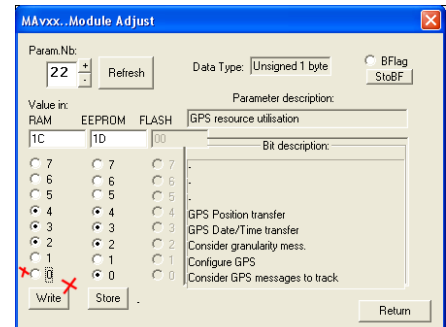 MAvxx..Module Adjust
Param.Nb:
22 + - Refresh
Data Type: Unsigned 1 byte
BFlag
StoBF
Value in:
RAM EEPROM FLASH
1C 1D 00
Parameter description:
GPS resource utilisation
Bit description:
7 7 7 -
6 6 6 -
5 5 5 -
4 4 4 GPS Position transfer
3 3 3 GPS Date/Time transfer
2 2 2 Consider granularity mess.
1 1 1 Configure GPS
0 0 0 Consider GPS messages to track
Write Store -
Return